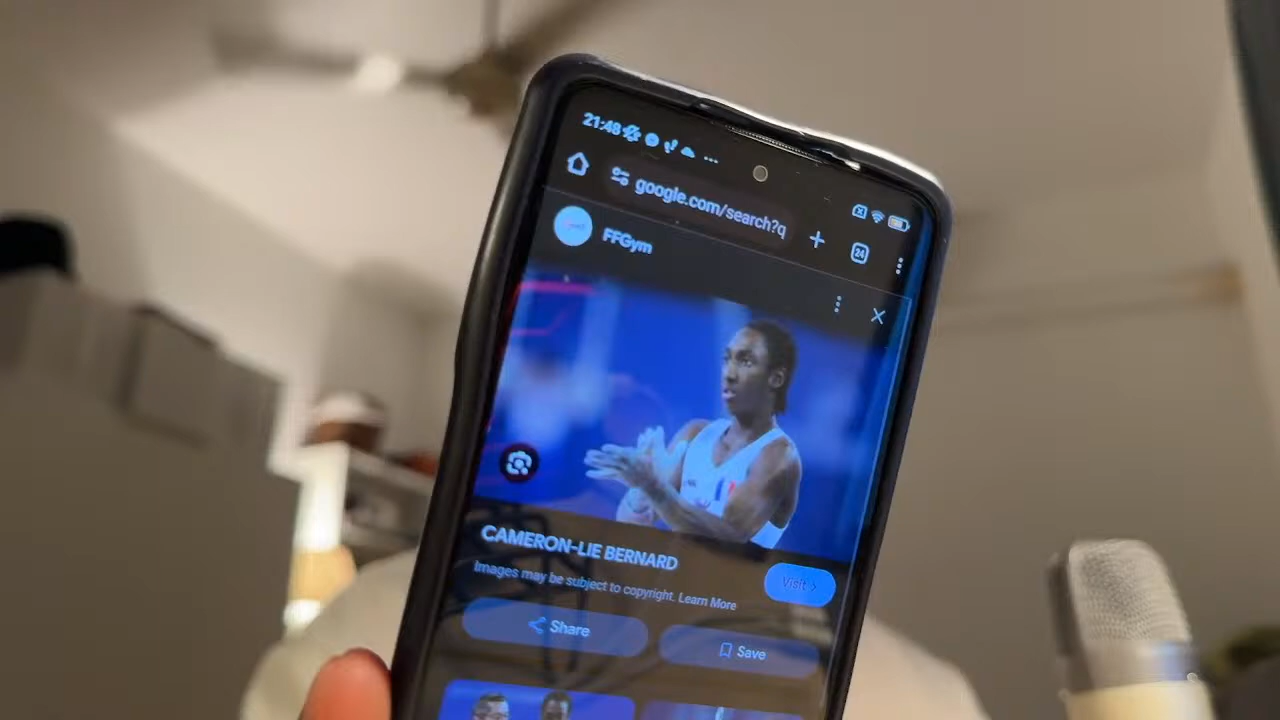 21:48
google.com/search?q
24
FFGym
CAMERON-LIE BERNARD
Images may be subject to copyright. Learn More
Visit >
Share
Save